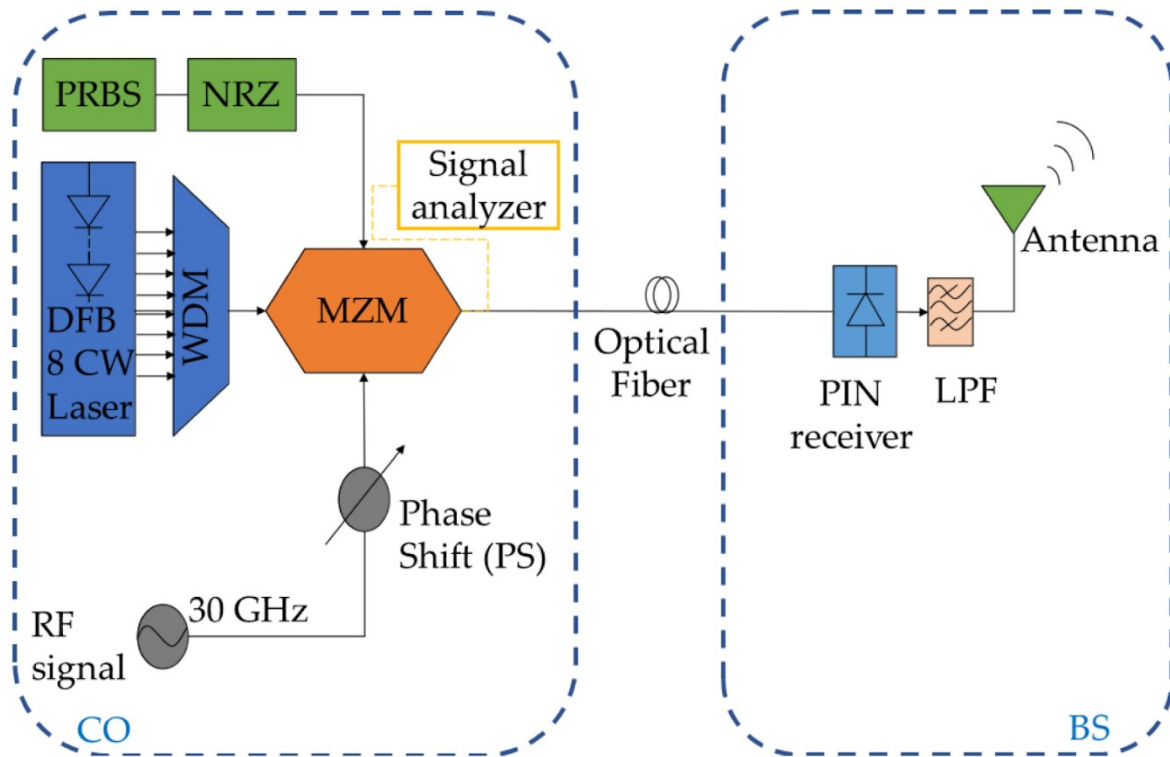 PRBS
NRZ
Signal
analyzer
DFB
8 CW
Laser
WDM
MZM
Optical
Fiber
PIN
receiver
LPF
Antenna
Phase
Shift (PS)
30 GHz
RF
signal
CO
BS